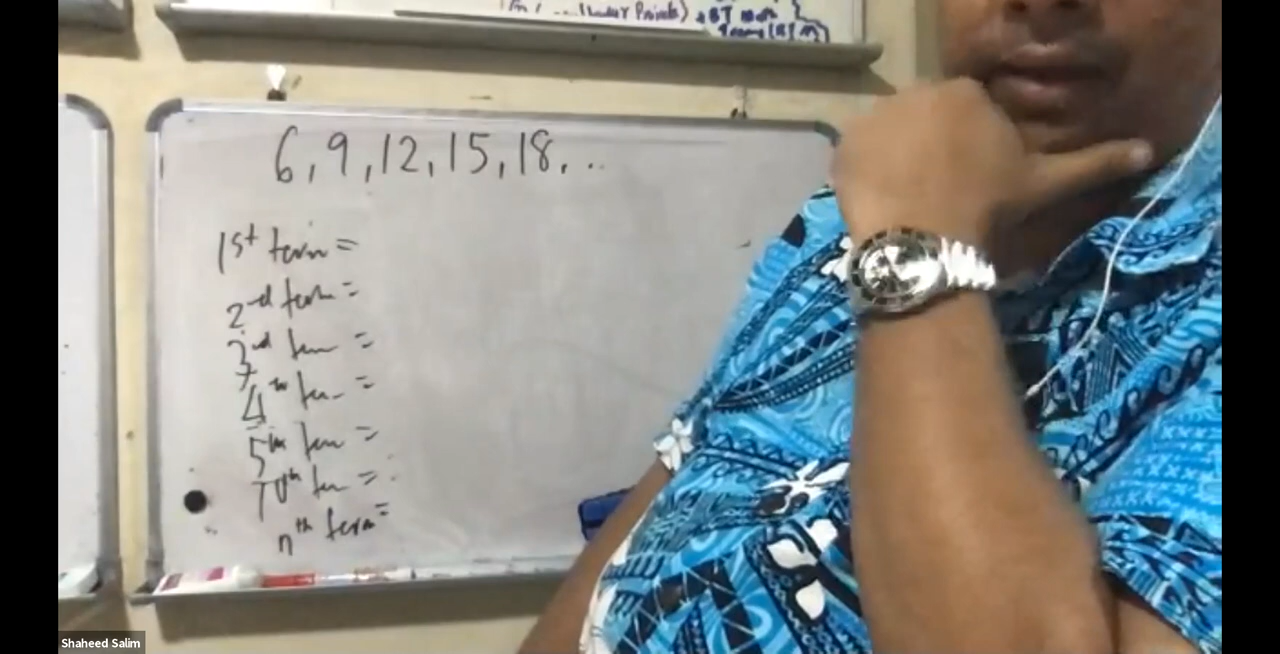 6, 9, 12, 15, 18, ...
1st term =
2nd term =
3rd term =
4th term =
5th term =
70th term =
nth term =
Shaheed Salim